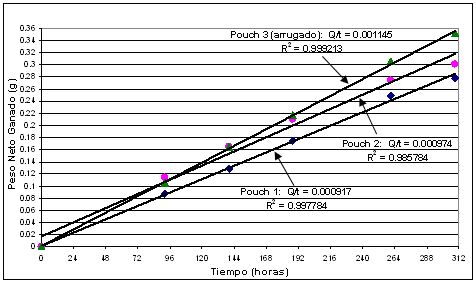 Pouch 3 (arrugado): Q/t = 0.001145
R² = 0.999213
Pouch 2: Q/t = 0.000974
R² = 0.985784
Pouch 1: Q/t = 0.000917
R² = 0.997784
Peso Neto Ganado (g)
0.36
0.34
0.32
0.3
0.28
0.26
0.24
0.22
0.2
0.18
0.16
0.14
0.12
0.1
0.08
0.06
0.04
0.02
0
0 24 48 72 96 120 144 168 192 216 240 264 288 312
Tiempo (horas)